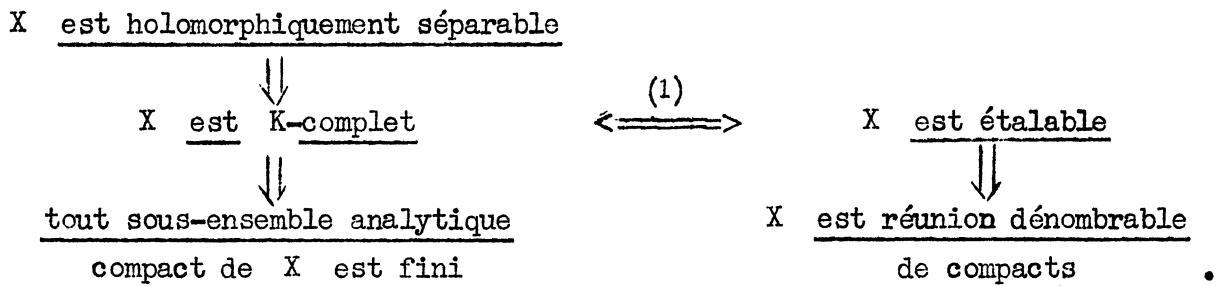 X est holomorphiquement séparable
X est K-complet
(1)
X est étalable
tout sous-ensemble analytique
compact de X est fini
X est réunion dénombrable
de compacts .